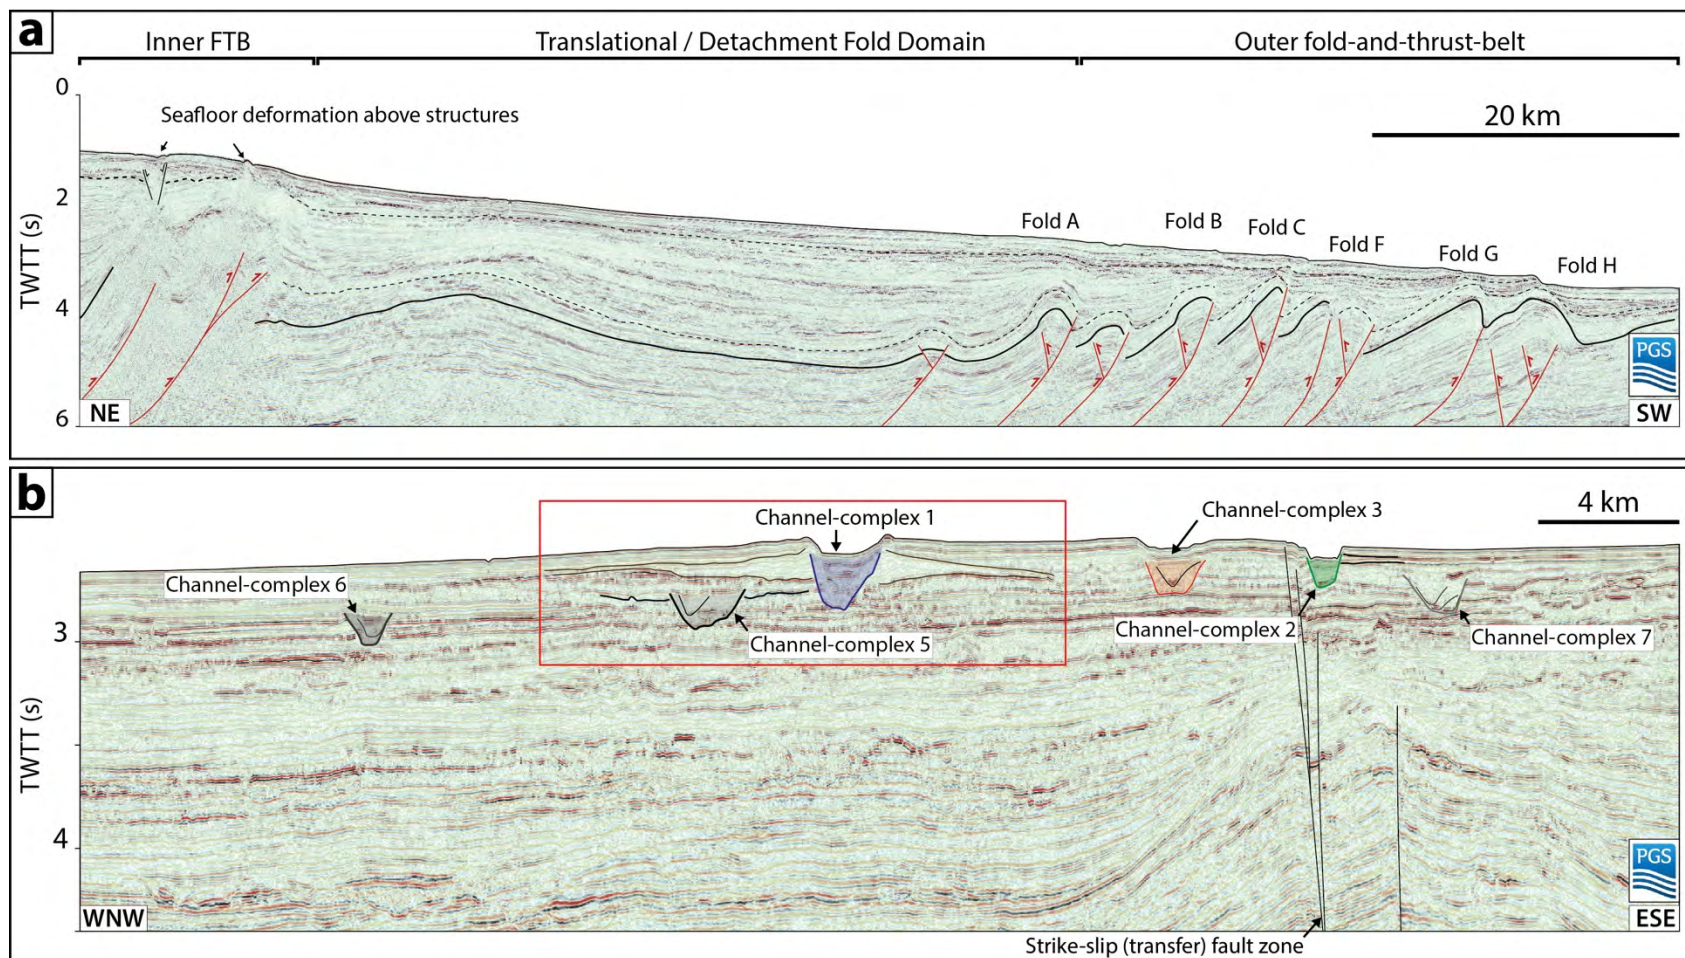 a
Inner FTB
Translational / Detachment Fold Domain
Outer fold-and-thrust-belt
0
Seafloor deformation above structures
20 km
2
TWTT (s)
Fold A
Fold B
Fold C
Fold F
Fold G
Fold H
4
PGS
NE
SW
6
b
Channel-complex 1
Channel-complex 3
4 km
Channel-complex 6
3
Channel-complex 5
Channel-complex 2
Channel-complex 7
TWTT (s)
4
PGS
WNW
ESE
Strike-slip (transfer) fault zone